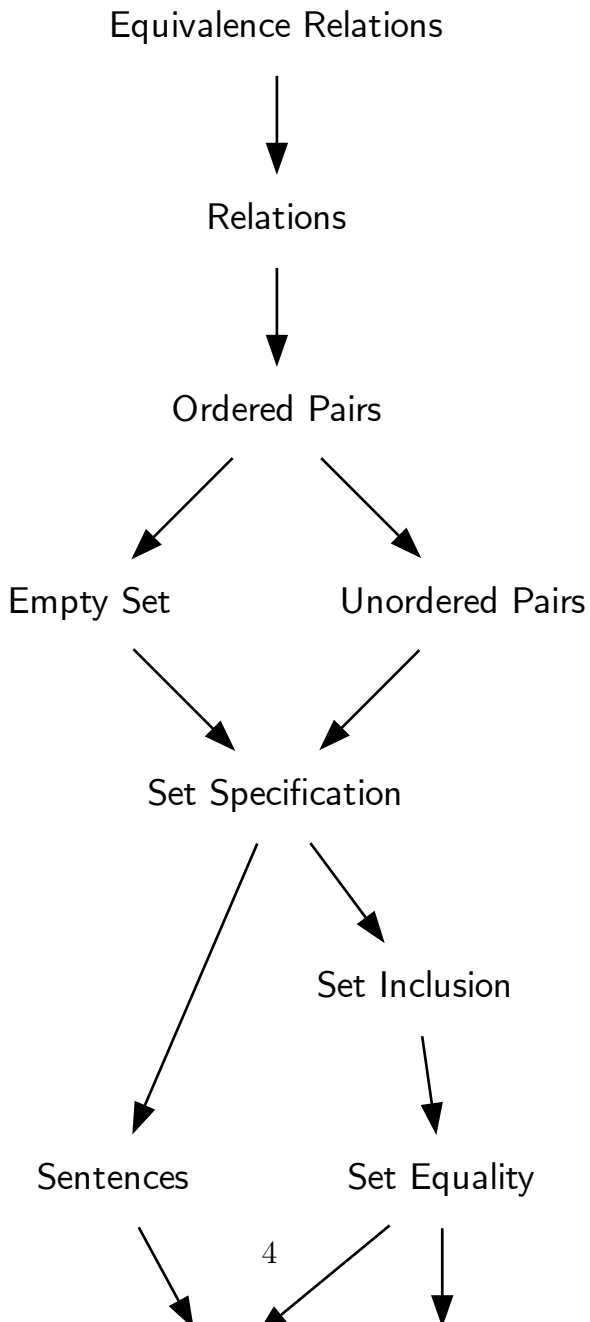 Equivalence Relations
Relations
Ordered Pairs
Empty Set
Unordered Pairs
Set Specification
Set Inclusion
Sentences
Set Equality
4